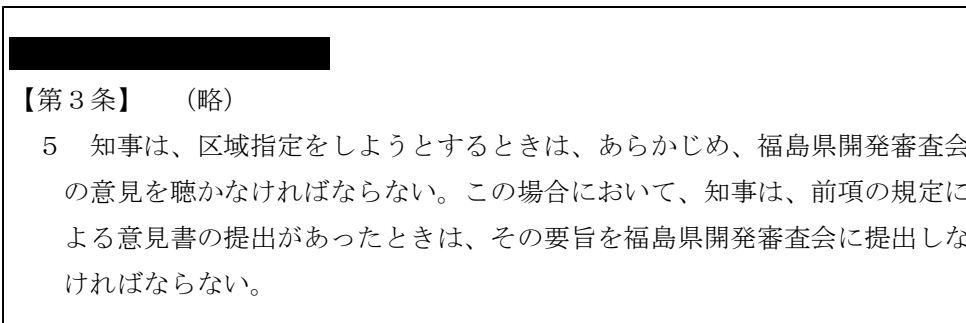 【第３条】　（略）
５　知事は、区域指定をしようとするときは、あらかじめ、福島県開発審査会
の意見を聴かなければならない。この場合において、知事は、前項の規定に
よる意見書の提出があったときは、その要旨を福島県開発審査会に提出しな
ければならない。